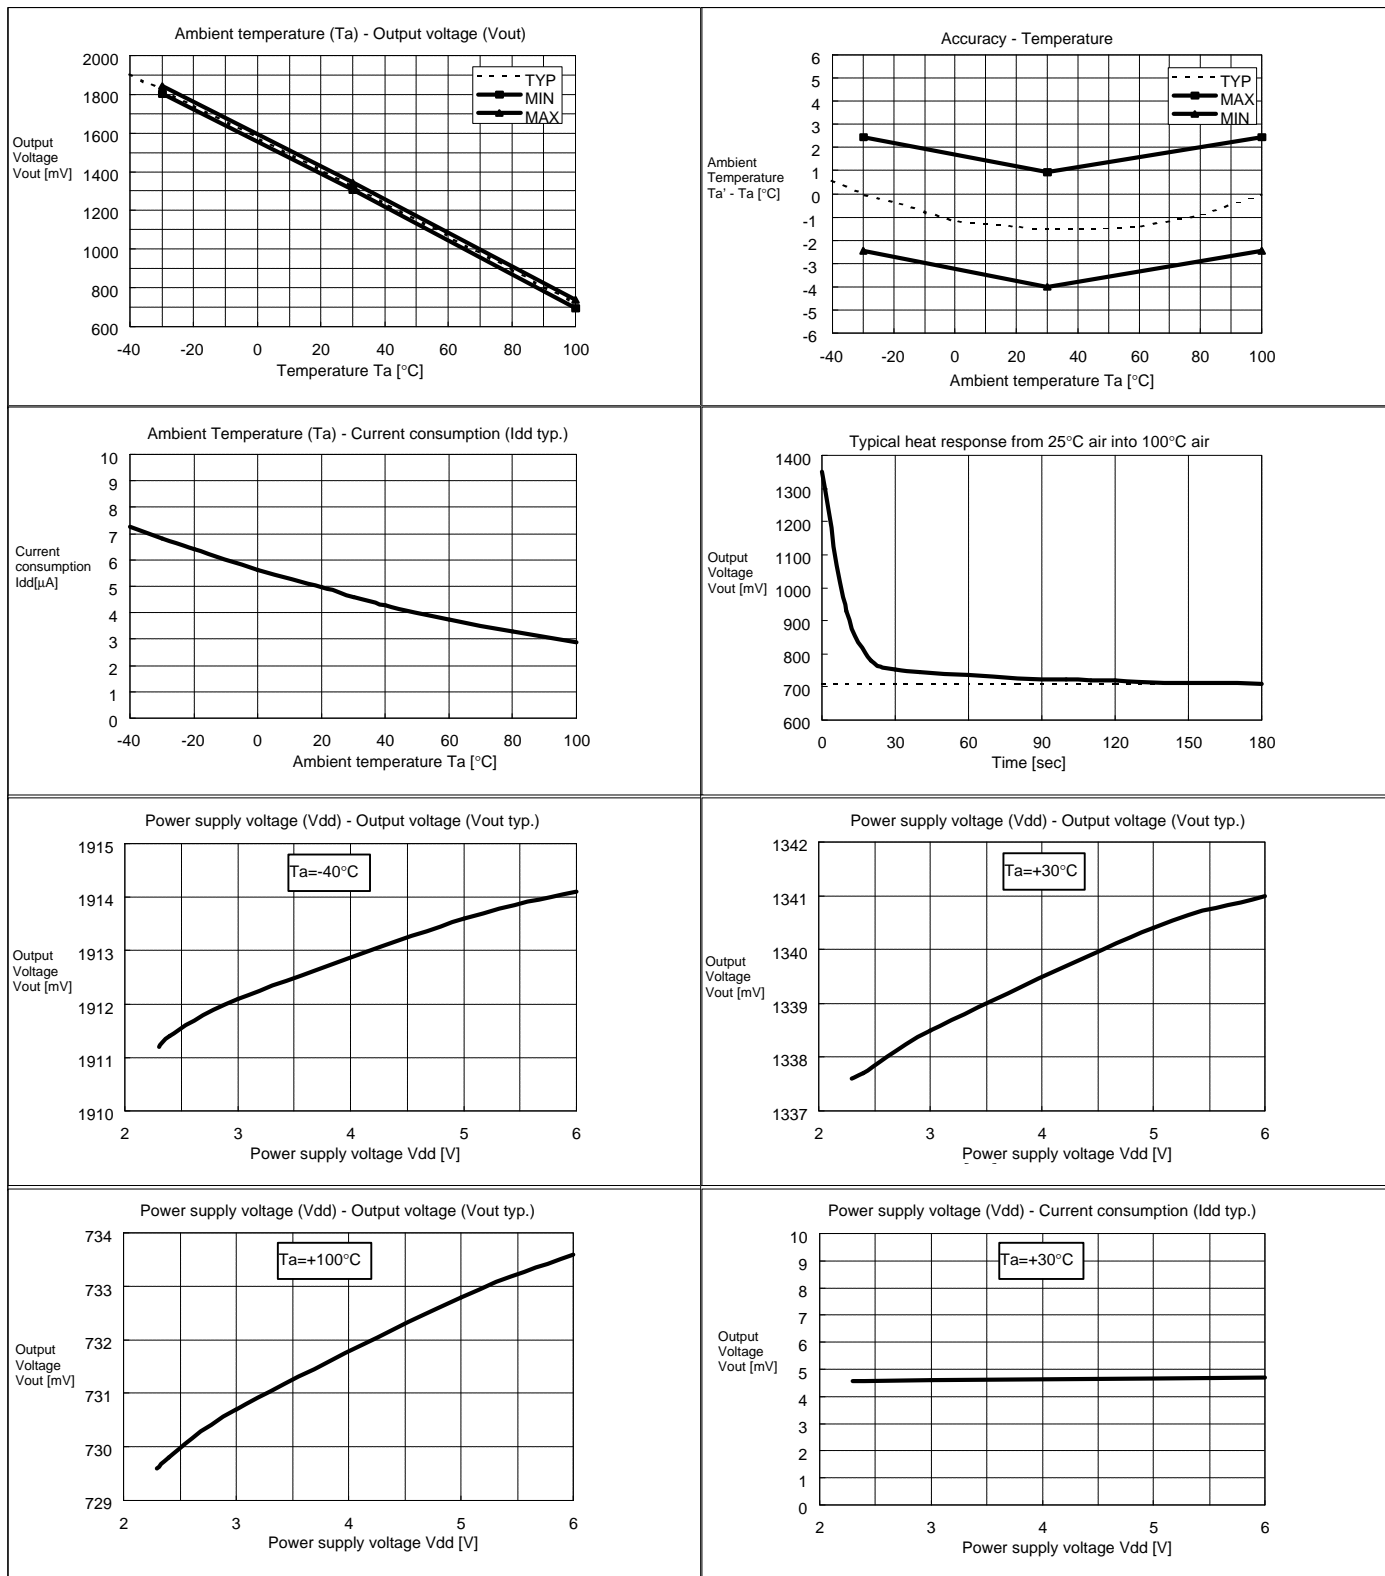 Ambient temperature (Ta) - Output voltage (Vout)
2000
1800
1600
1400
1200
1000
800
600
Output
Voltage
Vout [mV]
TYP
MIN
MAX
-40 -20 0 20 40 60 80 100
Temperature Ta [°C]
Accuracy - Temperature
6
5
4
3
2
1
0
-1
-2
-3
-4
-5
-6
Ambient
Temperature
Ta' - Ta [°C]
TYP
MAX
MIN
-40 -20 0 20 40 60 80 100
Ambient temperature Ta [°C]
Ambient Temperature (Ta) - Current consumption (Idd typ.)
10
9
8
7
6
5
4
3
2
1
0
Current
consumption
Idd[µA]
-40 -20 0 20 40 60 80 100
Ambient temperature Ta [°C]
Typical heat response from 25°C air into 100°C air
1400
1300
1200
1100
1000
900
800
700
600
Output
Voltage
Vout [mV]
0 30 60 90 120 150 180
Time [sec]
Power supply voltage (Vdd) - Output voltage (Vout typ.)
1915
1914
1913
1912
1911
1910
Ta=-40°C
Output
Voltage
Vout [mV]
2 3 4 5 6
Power supply voltage Vdd [V]
Power supply voltage (Vdd) - Output voltage (Vout typ.)
1342
1341
1340
1339
1338
1337
Ta=+30°C
Output
Voltage
Vout [mV]
2 3 4 5 6
Power supply voltage Vdd [V]
Power supply voltage (Vdd) - Output voltage (Vout typ.)
734
733
732
731
730
729
Ta=+100°C
Output
Voltage
Vout [mV]
2 3 4 5 6
Power supply voltage Vdd [V]
Power supply voltage (Vdd) - Current consumption (Idd typ.)
10
9
8
7
6
5
4
3
2
1
0
Ta=+30°C
Output
Voltage
Vout [mV]
2 3 4 5 6
Power supply voltage Vdd [V]